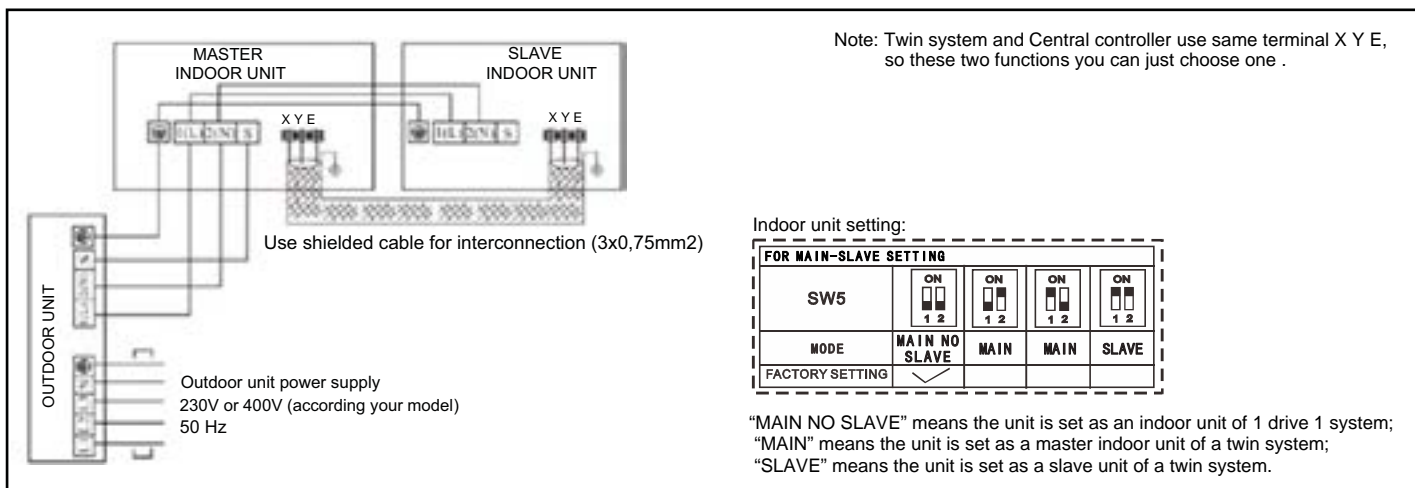 MASTER
INDOOR UNIT
SLAVE
INDOOR UNIT
X Y E
X Y E
1(L) 2(N) S
1(L) 2(N) S
Use shielded cable for interconnection (3x0,75mm2)
OUTDOOR UNIT
Outdoor unit power supply
230V or 400V (according your model)
50 Hz
Note: Twin system and Central controller use same terminal X Y E,
so these two functions you can just choose one .
Indoor unit setting:
FOR MAIN-SLAVE SETTING
SW5
ON
1 2
ON
1 2
ON
1 2
ON
1 2
MODE
MAIN NO
SLAVE
MAIN
MAIN
SLAVE
FACTORY SETTING
“MAIN NO SLAVE” means the unit is set as an indoor unit of 1 drive 1 system;
“MAIN” means the unit is set as a master indoor unit of a twin system;
“SLAVE” means the unit is set as a slave unit of a twin system.